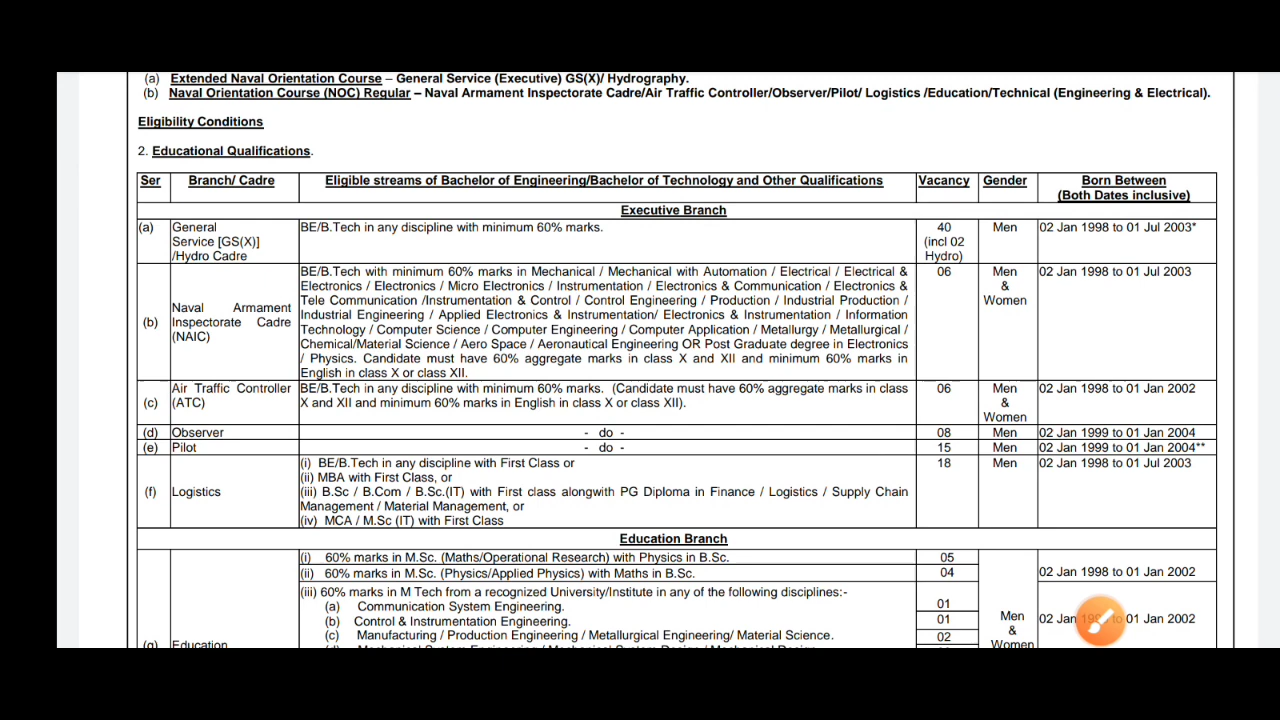 (a) Extended Naval Orientation Course – General Service (Executive) GS(X)/ Hydrography.
(b) Naval Orientation Course (NOC) Regular – Naval Armament Inspectorate Cadre/Air Traffic Controller/Observer/Pilot/ Logistics /Education/Technical (Engineering & Electrical).
Eligibility Conditions
2. Educational Qualifications.
Ser Branch/ Cadre Eligible streams of Bachelor of Engineering/Bachelor of Technology and Other Qualifications Vacancy Gender Born Between
(Both Dates inclusive)
Executive Branch
(a) General BE/B.Tech in any discipline with minimum 60% marks. 40 Men 02 Jan 1998 to 01 Jul 2003*
Service [GS(X)] (incl 02
/Hydro Cadre Hydro)
BE/B.Tech with minimum 60% marks in Mechanical / Mechanical with Automation / Electrical / Electrical & 06 Men 02 Jan 1998 to 01 Jul 2003
Electronics / Electronics / Micro Electronics / Instrumentation / Electronics & Communication / Electronics & &
Tele Communication /Instrumentation & Control / Control Engineering / Production / Industrial Production / Women
Naval Armament Industrial Engineering / Applied Electronics & Instrumentation/ Electronics & Instrumentation / Information
(b) Inspectorate Cadre Technology / Computer Science / Computer Engineering / Computer Application / Metallurgy / Metallurgical /
(NAIC) Chemical/Material Science / Aero Space / Aeronautical Engineering OR Post Graduate degree in Electronics
/ Physics. Candidate must have 60% aggregate marks in class X and XII and minimum 60% marks in
English in class X or class XII.
Air Traffic Controller BE/B.Tech in any discipline with minimum 60% marks. (Candidate must have 60% aggregate marks in class 06 Men 02 Jan 1998 to 01 Jan 2002
(c) (ATC) X and XII and minimum 60% marks in English in class X or class XII). &
Women
(d) Observer - do - 08 Men 02 Jan 1999 to 01 Jan 2004
(e) Pilot - do - 15 Men 02 Jan 1999 to 01 Jan 2004**
(i) BE/B.Tech in any discipline with First Class or 18 Men 02 Jan 1998 to 01 Jul 2003
(ii) MBA with First Class, or
(f) Logistics (iii) B.Sc / B.Com / B.Sc.(IT) with First class alongwith PG Diploma in Finance / Logistics / Supply Chain
Management / Material Management, or
(iv) MCA / M.Sc (IT) with First Class
Education Branch
(i) 60% marks in M.Sc. (Maths/Operational Research) with Physics in B.Sc. 05
(ii) 60% marks in M.Sc. (Physics/Applied Physics) with Maths in B.Sc. 04 02 Jan 1998 to 01 Jan 2002
(iii) 60% marks in M Tech from a recognized University/Institute in any of the following disciplines:-
(a) Communication System Engineering. 01
(b) Control & Instrumentation Engineering. 01 Men 02 Jan to 01 Jan 2002
(c) Manufacturing / Production Engineering / Metallurgical Engineering/ Material Science. 02 &
(g) Education Women